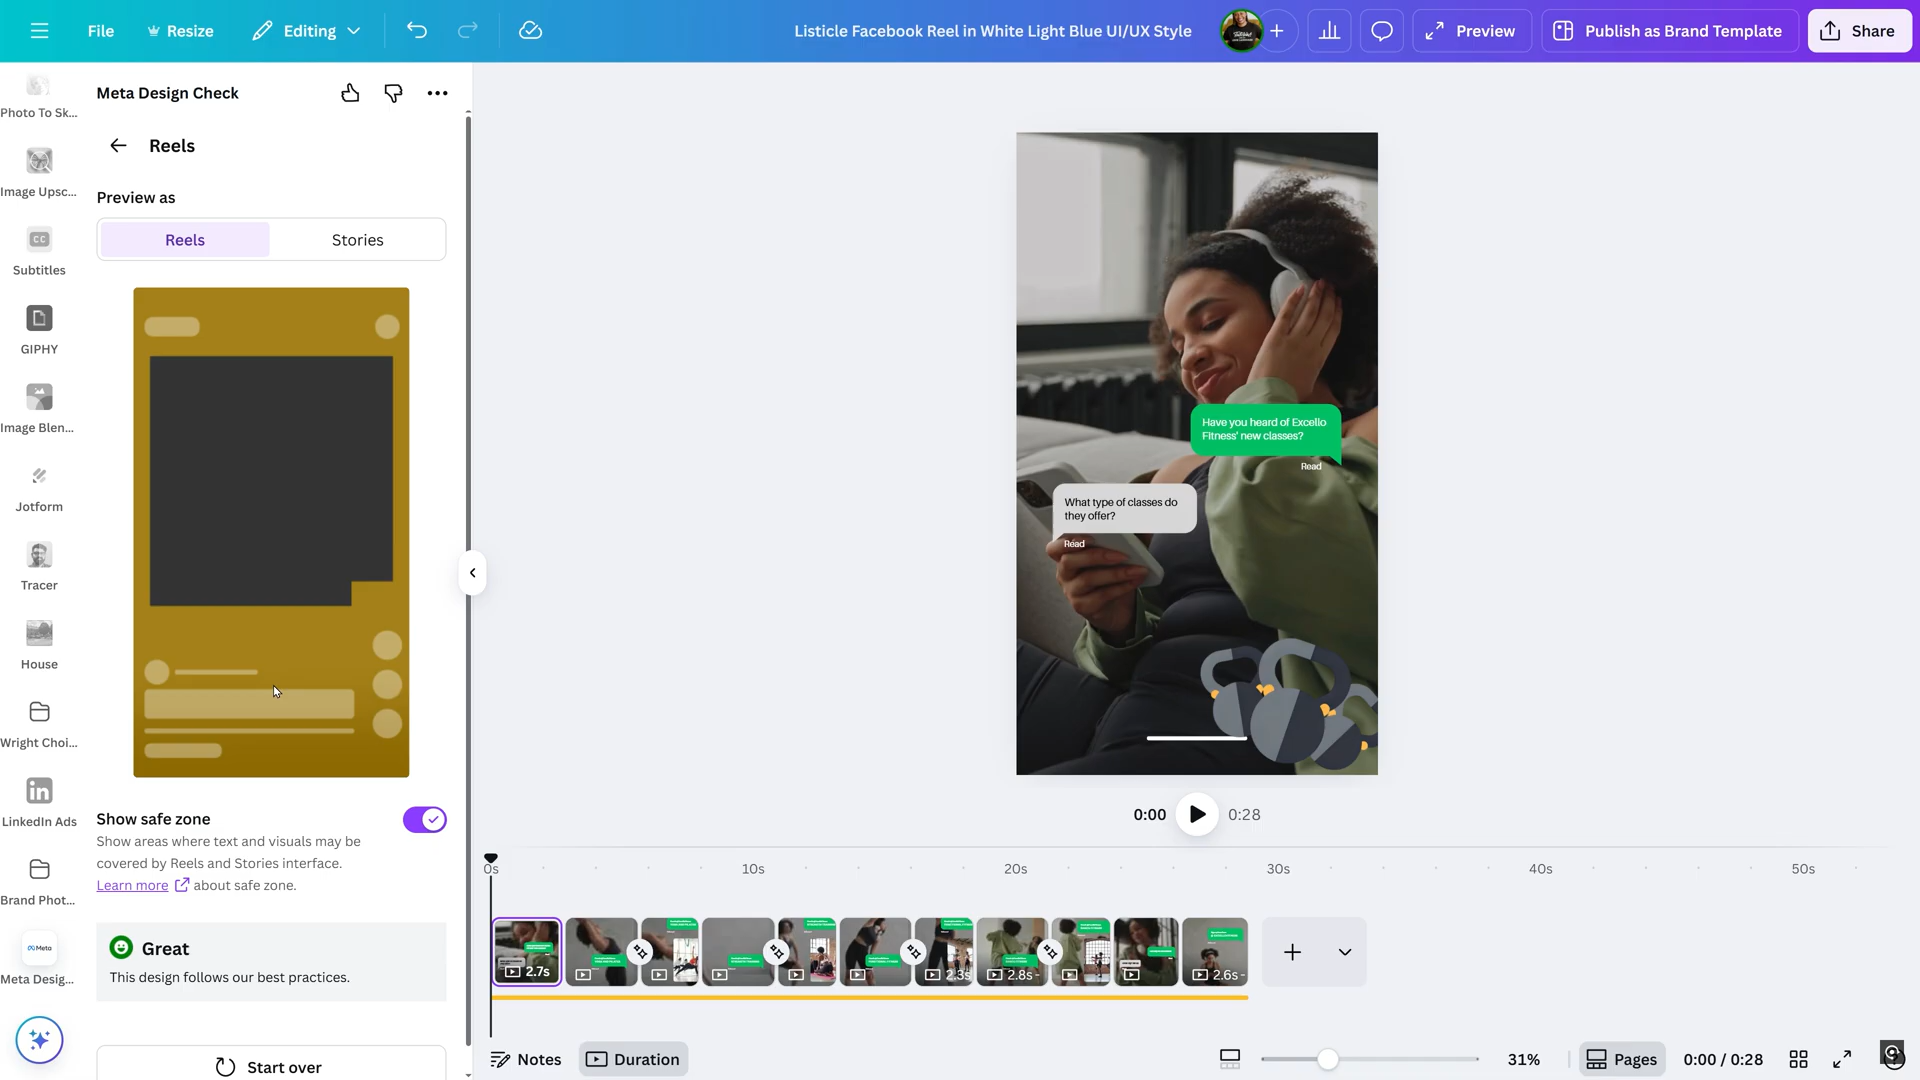 File
Resize
Editing
Listicle Facebook Reel in White Light Blue UI/UX Style
Preview
Publish as Brand Template
Share
Photo To Sk...
Image Upsc...
CC
Subtitles
GIPHY
Image Blen...
Jotform
Tracer
House
Wright Choi...
in
LinkedIn Ads
Brand Phot...
Meta
Meta Desig...
Meta Design Check
Reels
Preview as
Reels
Stories
Show safe zone
Show areas where text and visuals may be
covered by Reels and Stories interface.
Learn more about safe zone.
Great
This design follows our best practices.
Start over
Have you heard of Excello
Fitness' new classes?
Read
What type of classes do
they offer?
Read
0:00
0:28
0s
10s
20s
30s
40s
50s
2.7s
2.3s
2.8s-
2.6s-
Notes
Duration
31%
Pages
0:00 / 0:28